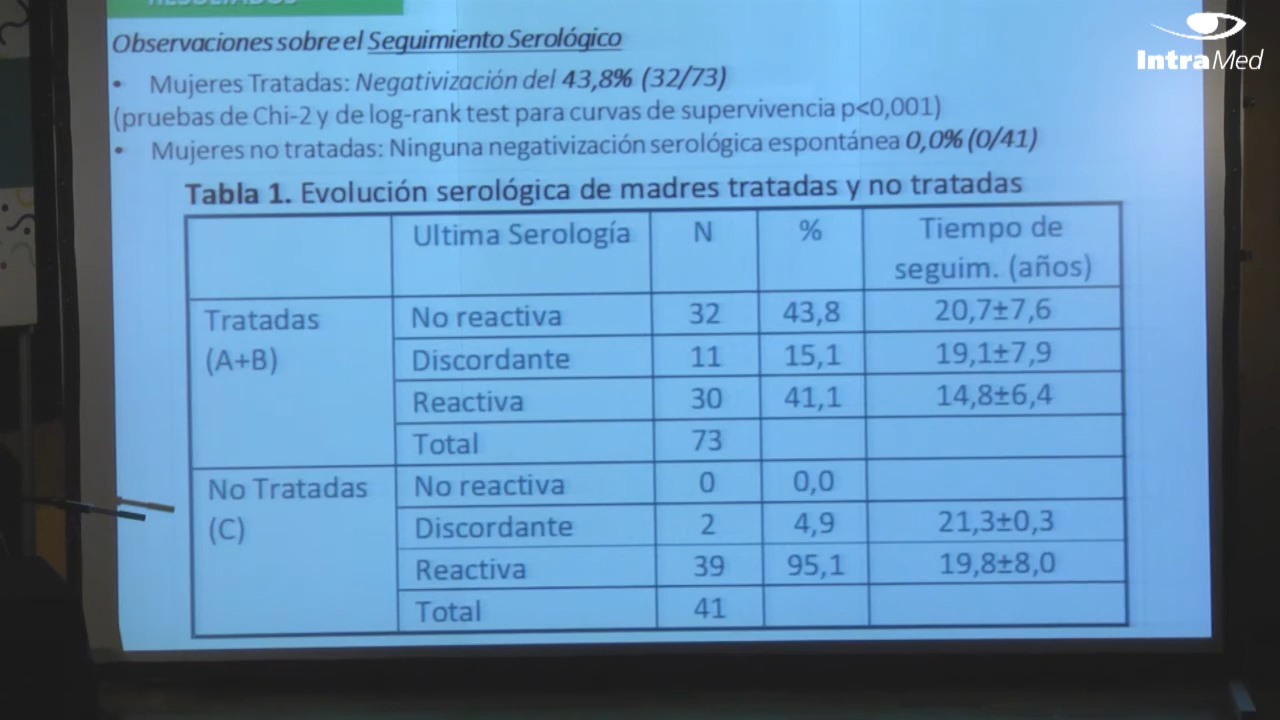 RESULTADOS
IntraMed
Observaciones sobre el Seguimiento Serológico
• Mujeres Tratadas: Negativización del 43,8% (32/73)
(pruebas de Chi-2 y de log-rank test para curvas de supervivencia p<0,001)
• Mujeres no tratadas: Ninguna negativización serológica espontánea 0,0% (0/41)
Tabla 1. Evolución serológica de madres tratadas y no tratadas
Ultima Serología N % Tiempo de seguim. (años)
Tratadas (A+B) No reactiva 32 43,8 20,7±7,6
Discordante 11 15,1 19,1±7,9
Reactiva 30 41,1 14,8±6,4
Total 73
No Tratadas (C) No reactiva 0 0,0
Discordante 2 4,9 21,3±0,3
Reactiva 39 95,1 19,8±8,0
Total 41